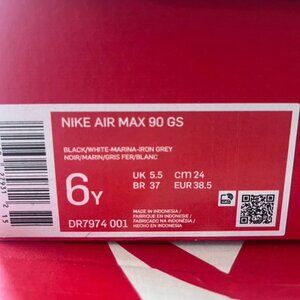 NIKE AIR MAX 90 GS
BLACK/WHITE-MARINA-IRON GREY
NOIR/MARIN/GRIS FER/BLANC
6Y
UK 5.5 cm 24
BR 37 EUR 38.5
DR7974 001
MADE IN INDONESIA /
FABRIQUÉ EN INDONESIE /
FABRICADO NA INDONÉSIA /
HECHO EN INDONESIA